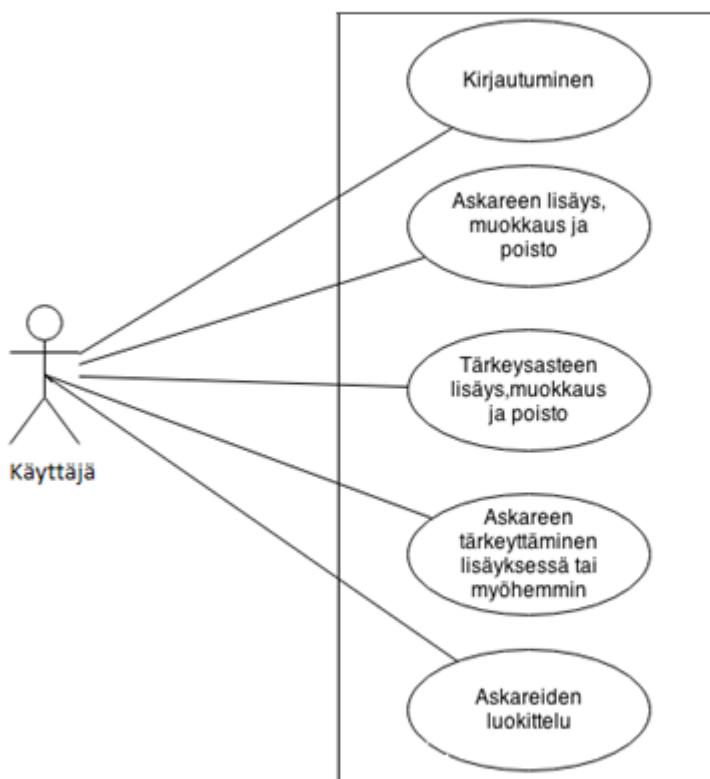 Kirjautuminen
Askareen lisäys,
muokkaus ja
poisto
Tärkeysasteen
lisäys,muokkaus
ja poisto
Käyttäjä
Askareen
tärkeyttäminen
lisäyksessä tai
myöhemmin
Askareiden
luokittelu